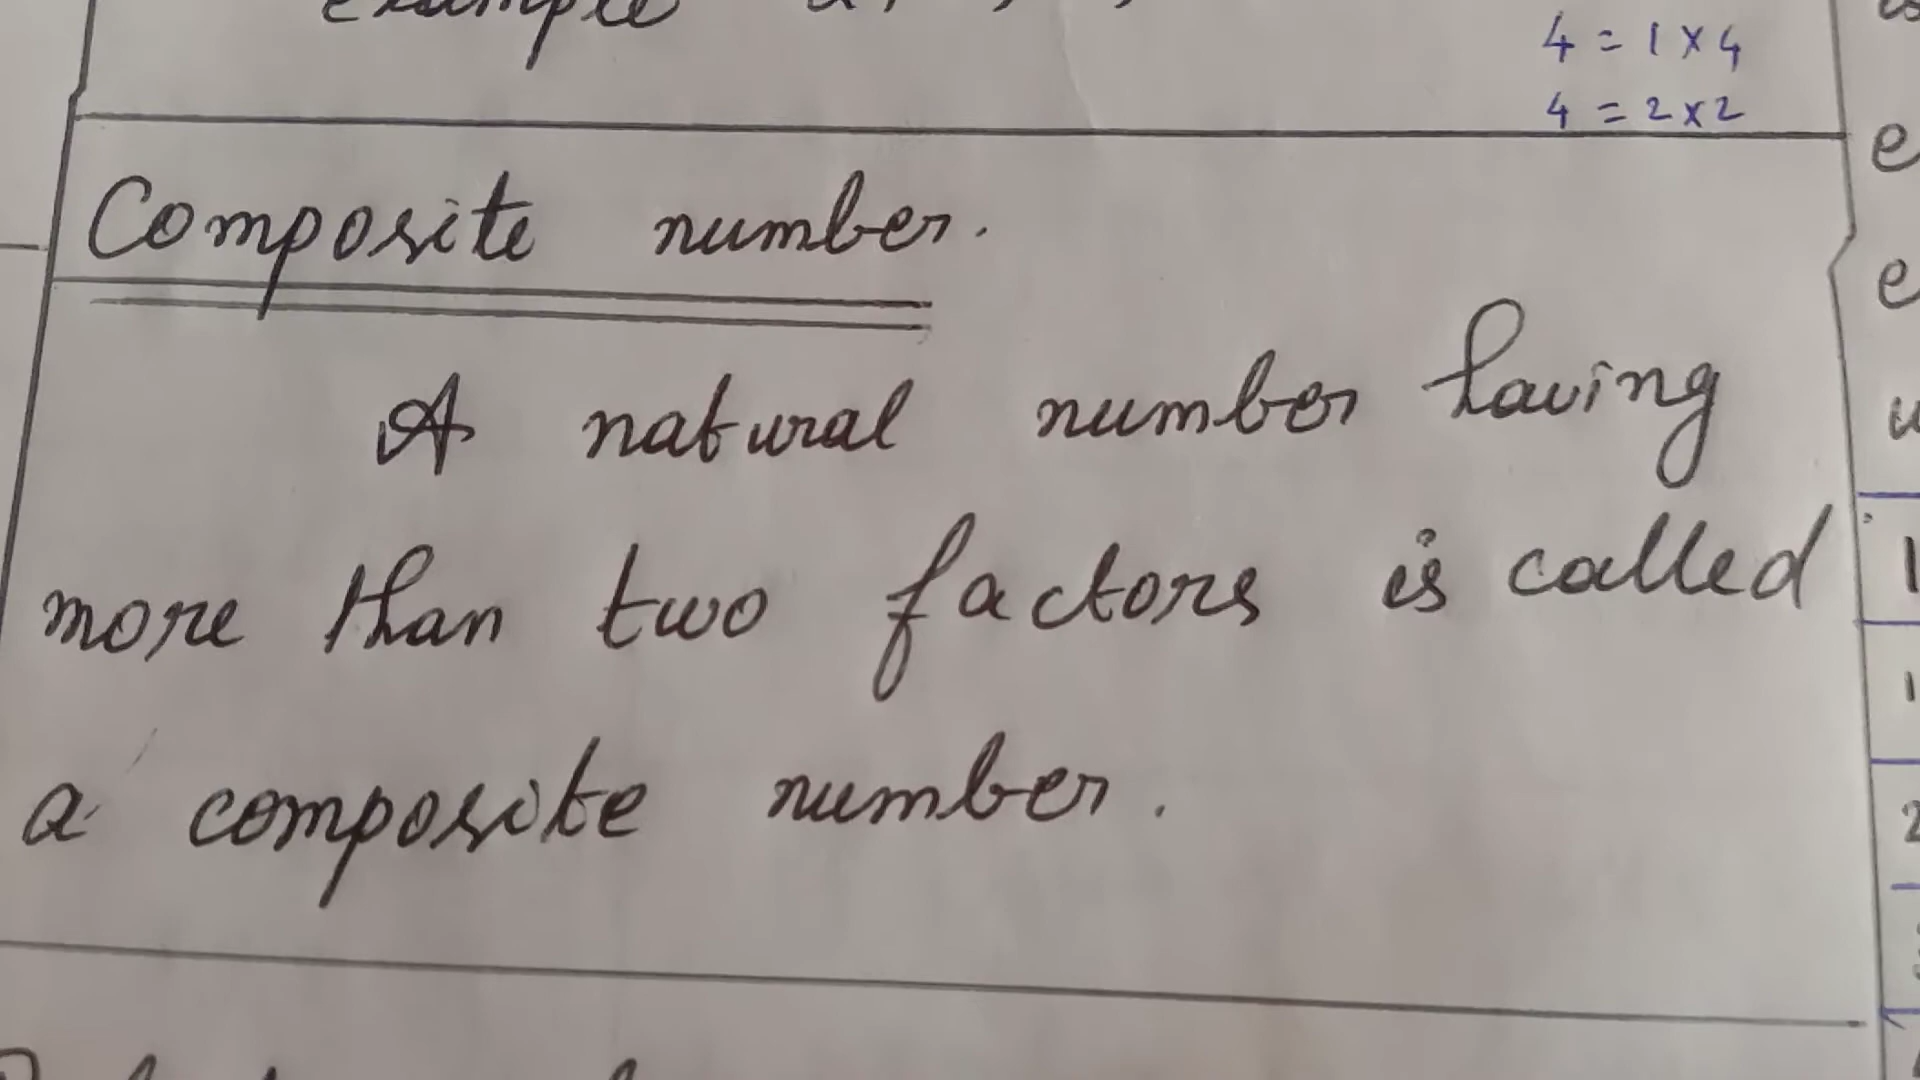 example
4 = 1 × 4
4 = 2 × 2
Composite number.
A natural number having
more than two factors is called
a composite number.